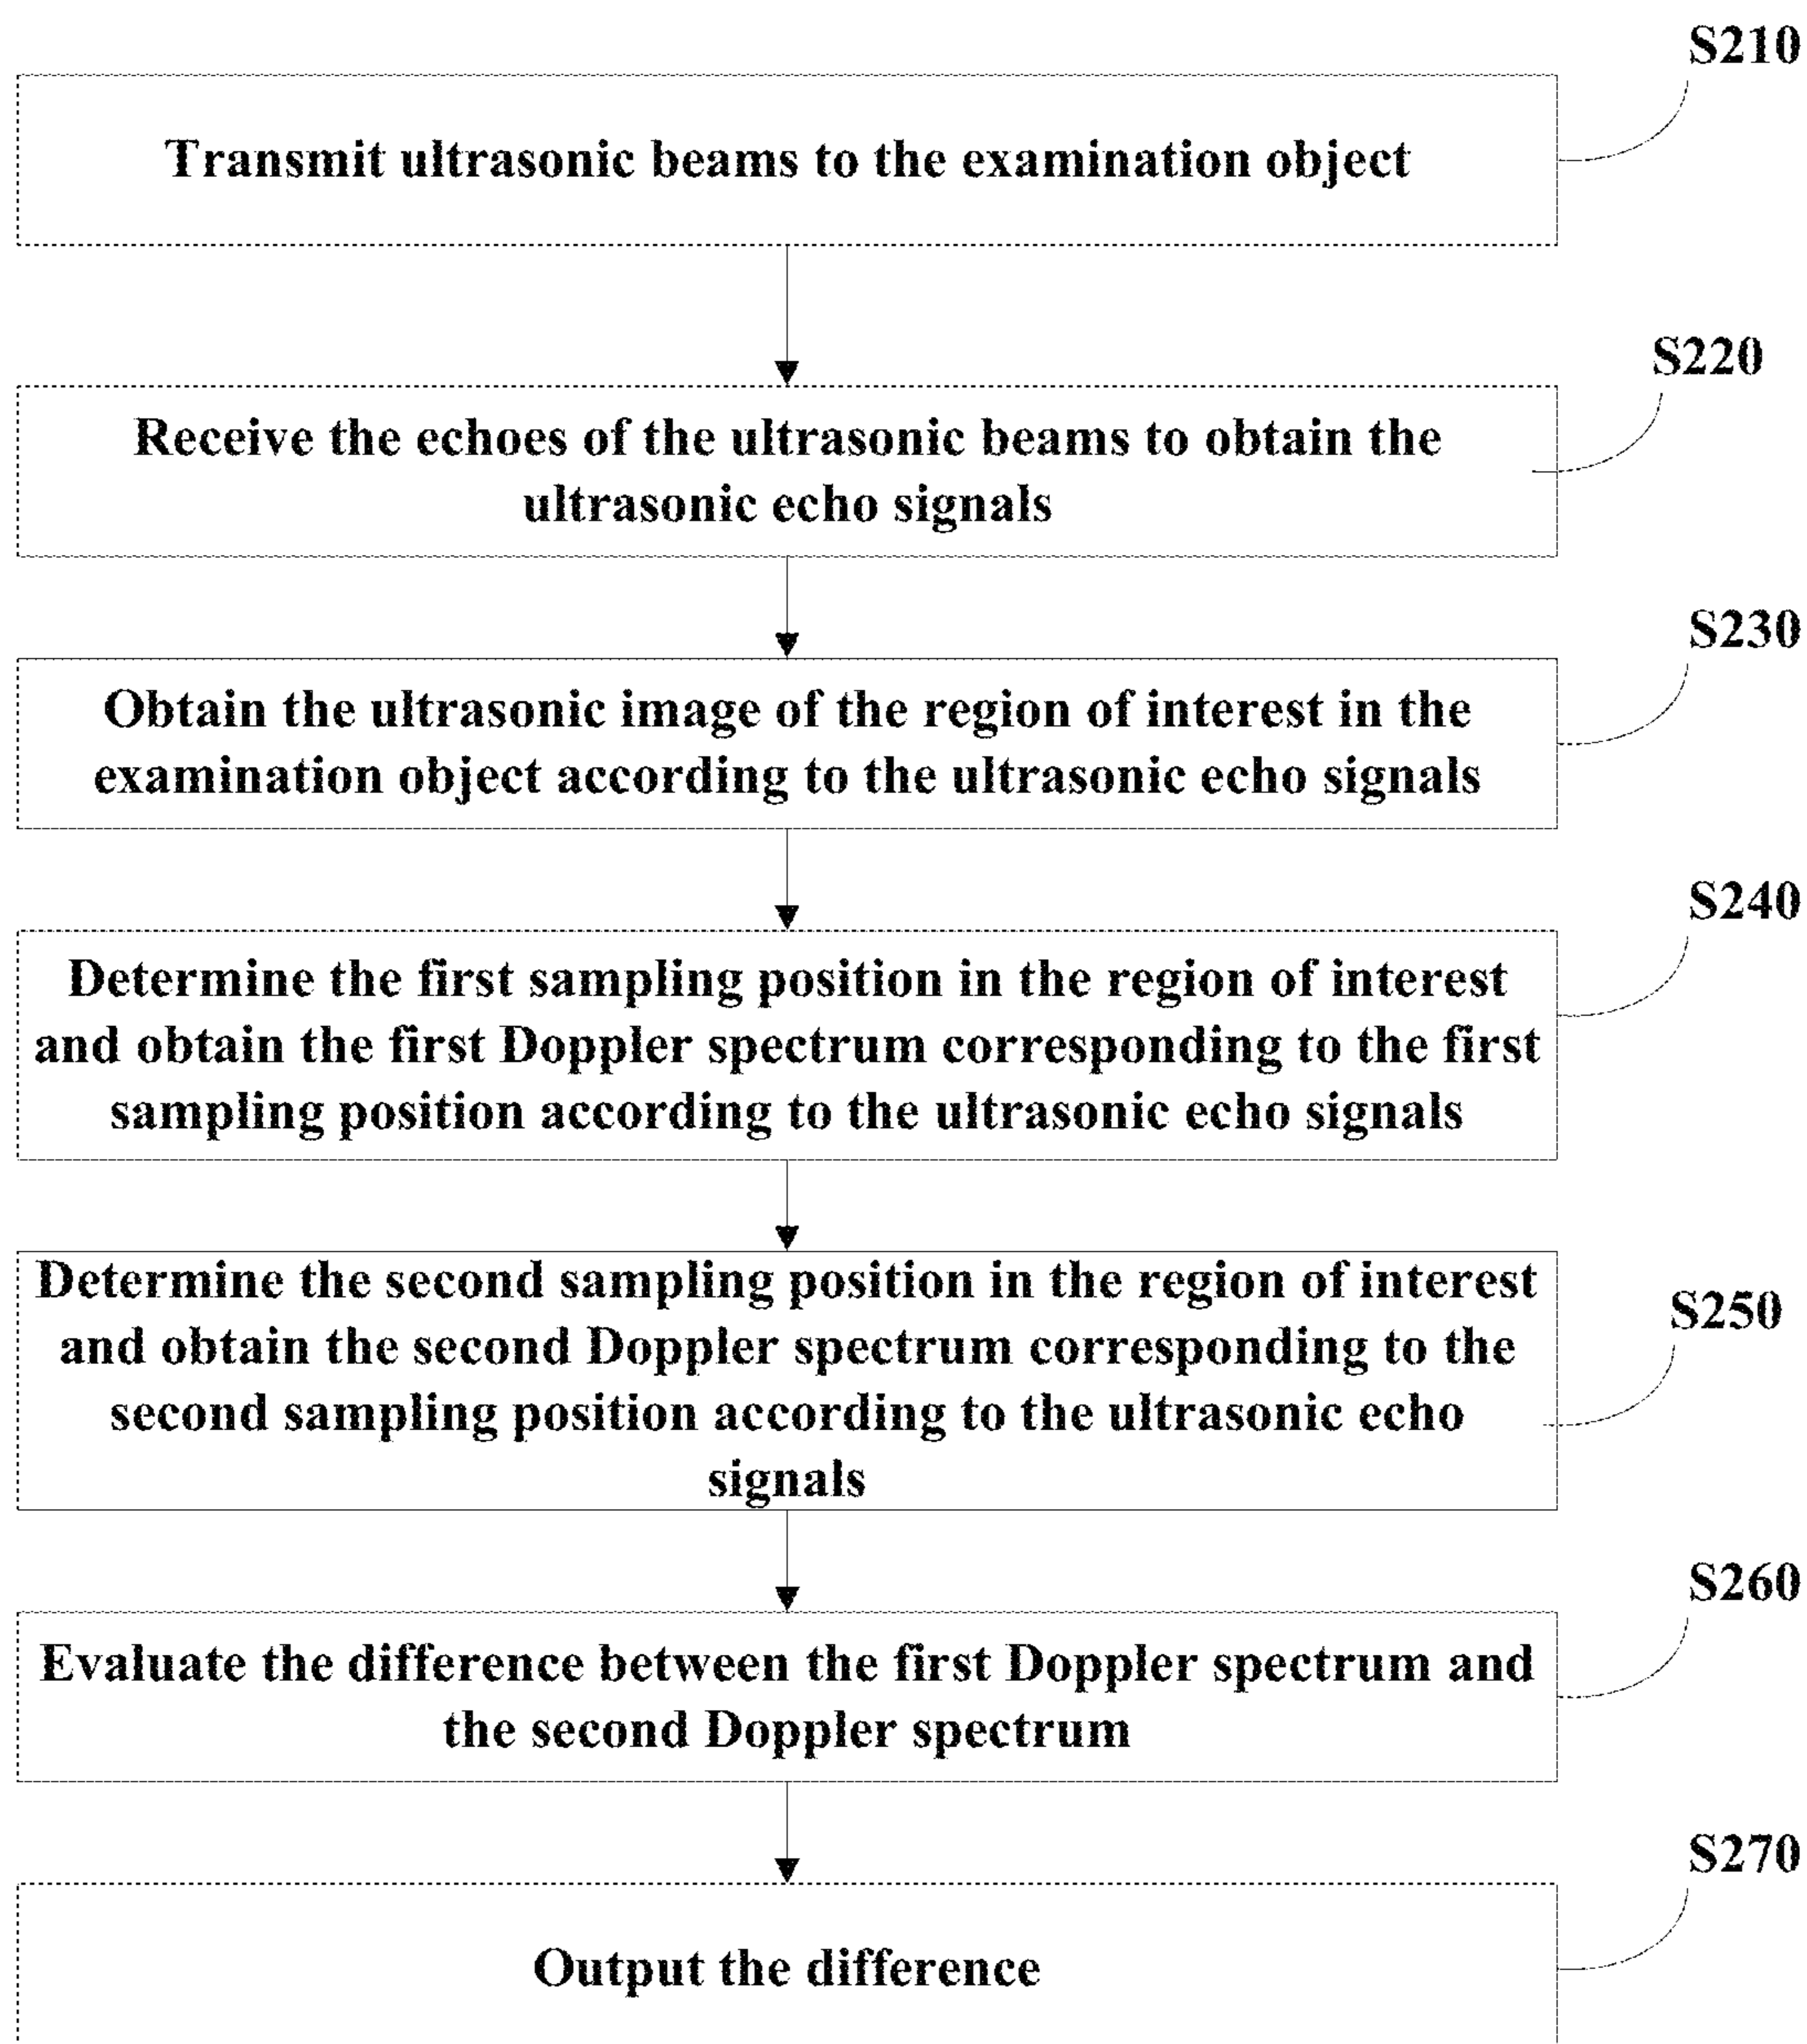 S210
Transmit ultrasonic beams to the examination object
S220
Receive the echoes of the ultrasonic beams to obtain the
ultrasonic echo signals
S230
Obtain the ultrasonic image of the region of interest in the
examination object according to the ultrasonic echo signals
S240
Determine the first sampling position in the region of interest
and obtain the first Doppler spectrum corresponding to the first
sampling position according to the ultrasonic echo signals
S250
Determine the second sampling position in the region of interest
and obtain the second Doppler spectrum corresponding to the
second sampling position according to the ultrasonic echo
signals
S260
Evaluate the difference between the first Doppler spectrum and
the second Doppler spectrum
S270
Output the difference